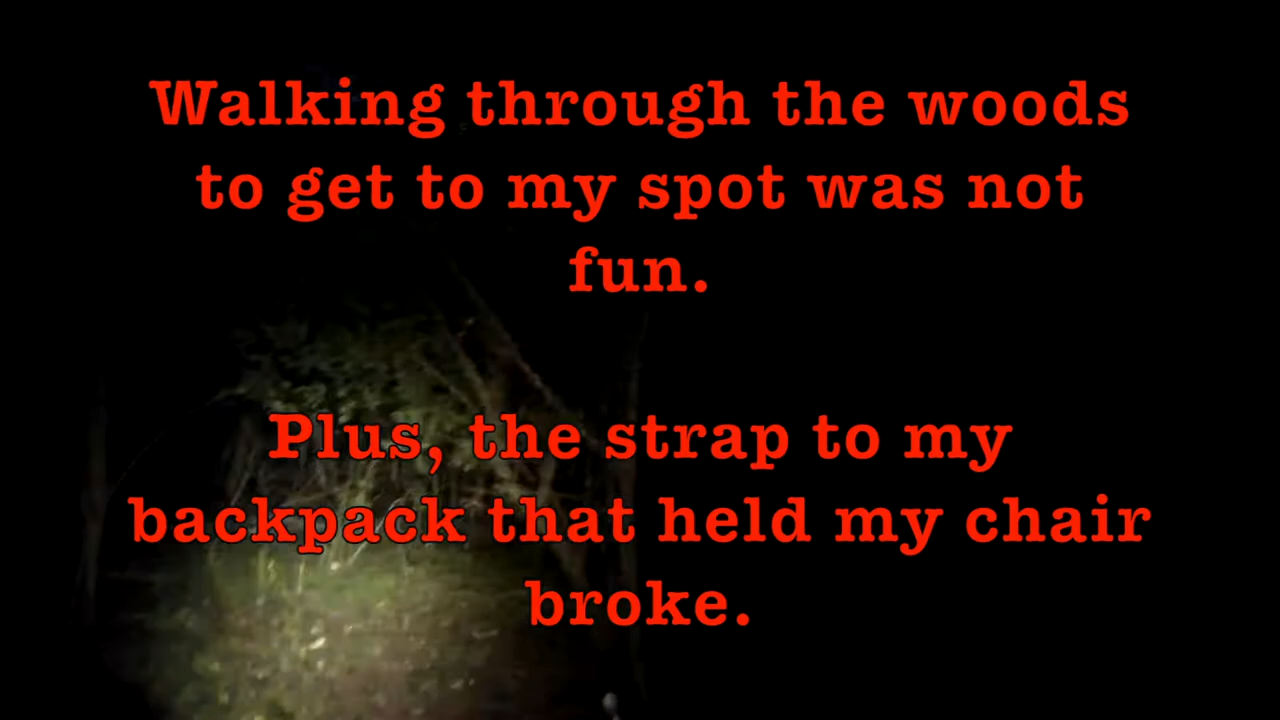 Walking through the woods
to get to my spot was not
fun.
Plus, the strap to my
backpack that held my chair
broke.